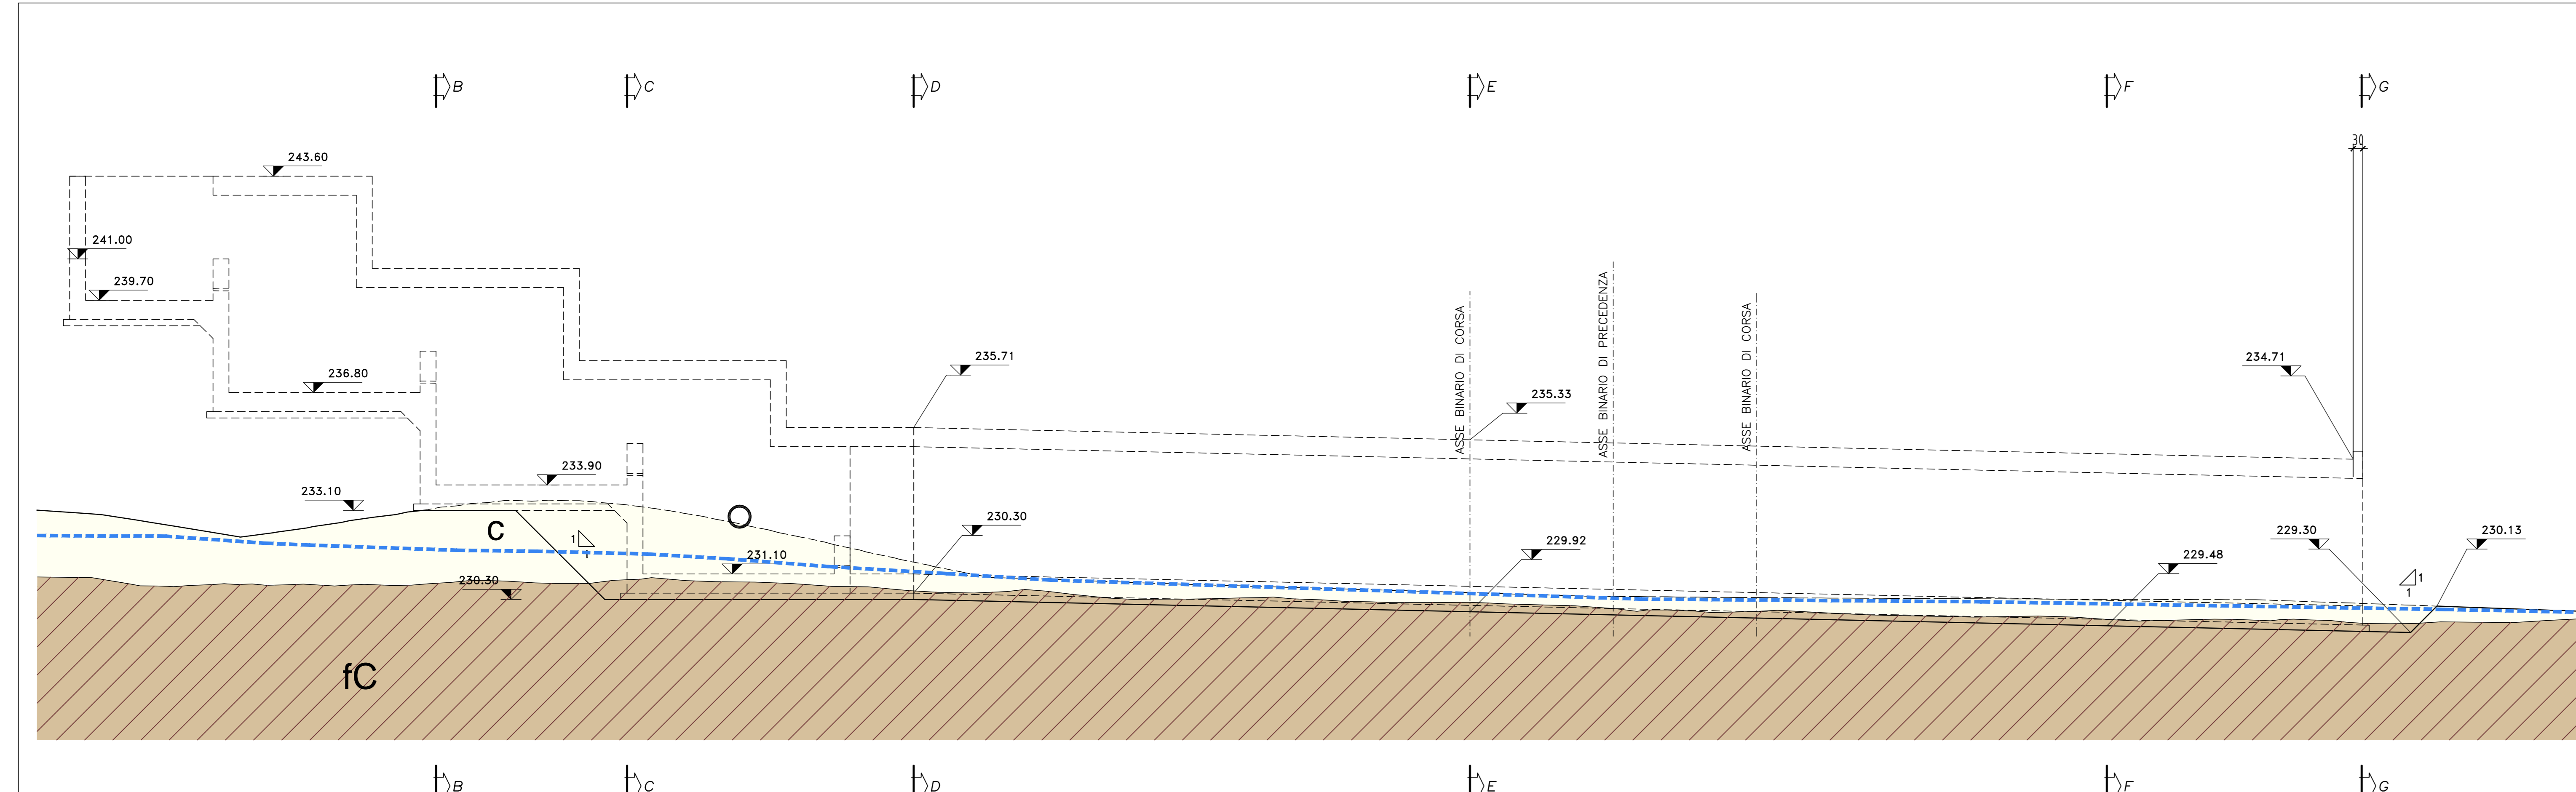 B C D E F G
30
243.60
241.00
239.70
236.80
235.71
234.71
235.33
ASSE BINARIO DI CORSA
ASSE BINARIO DI PRECEDENZA
ASSE BINARIO DI CORSA
233.90
233.10
C
1
1
O
231.10
230.30
230.30
229.92
229.48
229.30
230.13
1
1
fC
B C D E F G